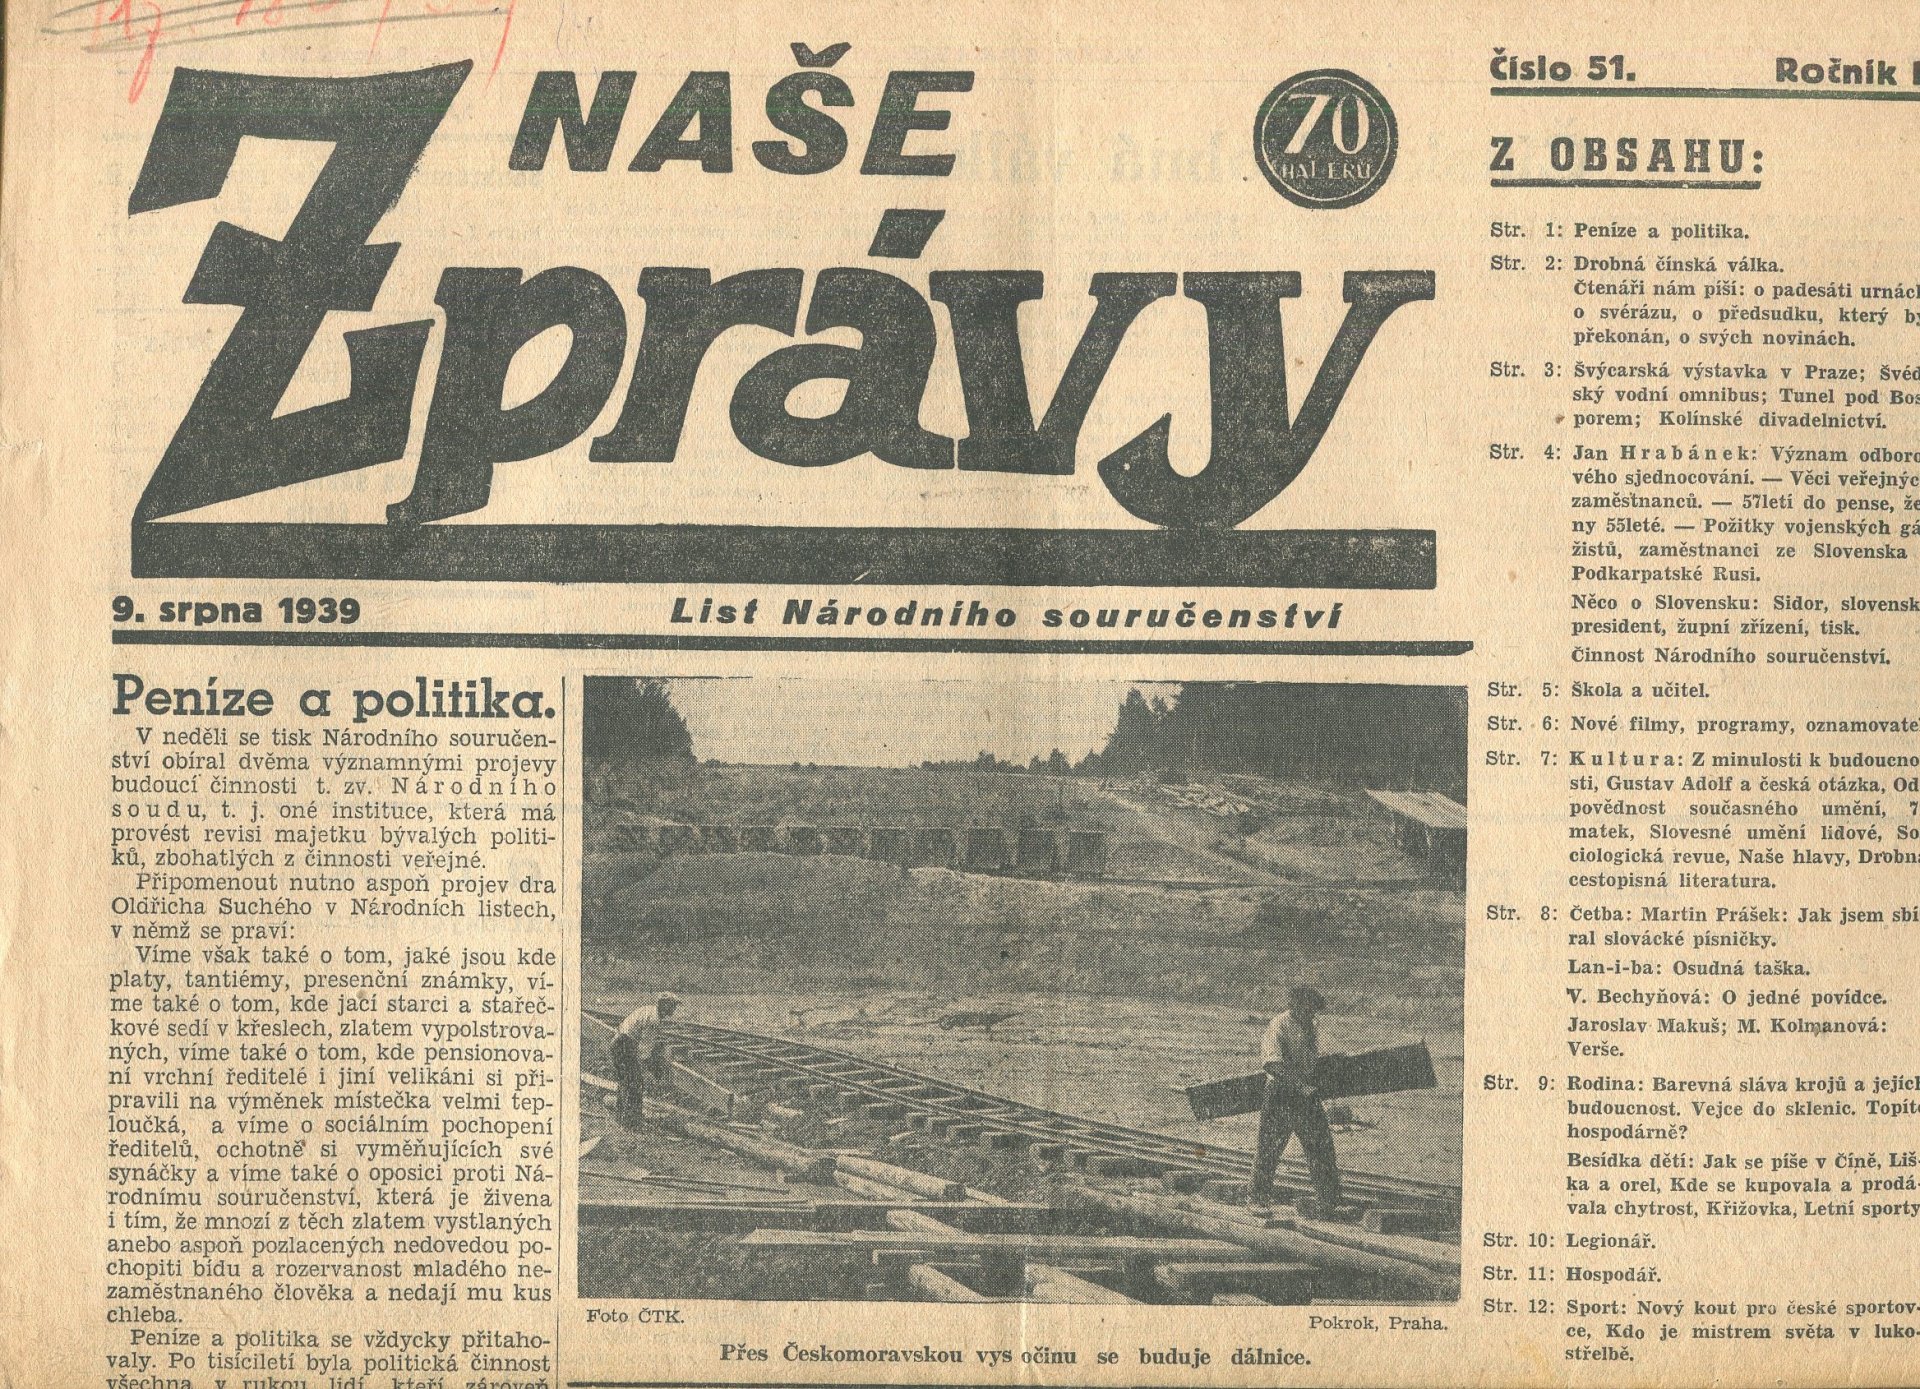 NAŠE
Zprávy
70
HALÉŘŮ
Číslo 51.
Ročník
9. srpna 1939
List Národního souručenství
Peníze a politika.
V neděli se tisk Národního souručen-
ství obíral dvěma významnými projevy
budoucí činnosti t. zv. Národního
soudu, t. j. oné instituce, která má
provést revisi majetku bývalých politi-
ků, zbohatlých z činnosti veřejné.
Připomenout nutno aspoň projev dra
Oldřicha Suchého v Národních listech,
v němž se praví:
Víme však také o tom, jaké jsou kde
platy, tantiémy, presenční známky, ví-
me také o tom, kde jací starci a stařeč-
kové sedí v křeslech, zlatem vypolstrova-
ných, víme také o tom, kde pensionova-
ní vrchní ředitelé i jiní velikáni si při-
pravili na výměnek místečka velmi tep-
loučká, a víme o sociálním pochopení
ředitelů, ochotně si vyměňujících své
synáčky a víme také o oposici proti Ná-
rodnímu souručenství, která je živena
i tím, že mnozí z těch zlatem vystlaných
anebo aspoň pozlacených nedovedou po-
chopiti bídu a rozervanost mladého ne-
zaměstnaného člověka a nedají mu kus
chleba.
Peníze a politika se vždycky přitaho-
valy. Po tisíciletí byla politická činnost
všechna v rukou lidí, kteří zároveň
Foto ČTK.
Pokrok, Praha.
Přes Českomoravskou vysočinu se buduje dálnice.
Z OBSAHU:
Str. 1: Peníze a politika.
Str. 2: Drobná čínská válka.
Čtenáři nám píší: o padesáti urnách
o svérázu, o předsudku, který by
překonán, o svých novinách.
Str. 3: Švýcarská výstavka v Praze; Švéd
ský vodní omnibus; Tunel pod Bos
porem; Kolínské divadelnictví.
Str. 4: Jan Hrabánek: Význam odboro
vého sjednocování. — Věci veřejnýc
zaměstnanců. — 57letí do pense, že
ny 55leté. — Požitky vojenských gá
žistů, zaměstnanci ze Slovenska
Podkarpatské Rusi.
Něco o Slovensku: Sidor, slovensk
president, župní zřízení, tisk.
Činnost Národního souručenství.
Str. 5: Škola a učitel.
Str. 6: Nové filmy, programy, oznamovatel
Str. 7: Kultura: Z minulosti k budoucno
sti, Gustav Adolf a česká otázka, Od
povědnost současného umění, 7
matek, Slovesné umění lidové, So
ciologická revue, Naše hlavy, Drobná
cestopisná literatura.
Str. 8: Četba: Martin Prášek: Jak jsem sbí
ral slovácké písničky.
Lan-i-ba: Osudná taška.
V. Bechyňová: O jedné povídce.
Jaroslav Makuš; M. Kolmanová:
Verše.
Str. 9: Rodina: Barevná sláva krojů a jejích
budoucnost. Vejce do sklenic. Topíte
hospodárně?
Besídka dětí: Jak se píše v Číně, Liš-
ka a orel, Kde se kupovala a prodá-
vala chytrost, Křižovka, Letní sporty
Str. 10: Legionář.
Str. 11: Hospodář.
Str. 12: Sport: Nový kout pro české sportov-
ce, Kdo je mistrem světa v luko-
střelbě.